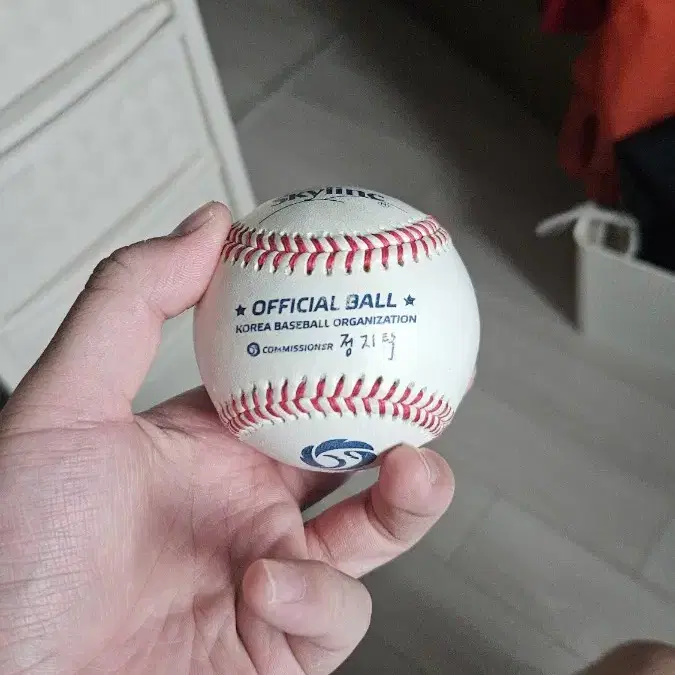 skyline
★ OFFICIAL BALL ★
KOREA BASEBALL ORGANIZATION
COMMISSIONER 정지택